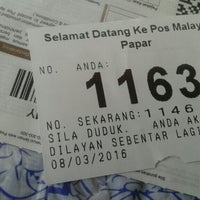 Selamat Datang Ke Pos Malay
Papar
NO. ANDA:
1163
NO. SEKARANG: 1146
SILA DUDUK. ANDA AK
DILAYAN SEBENTAR LAGI
08/03/2016